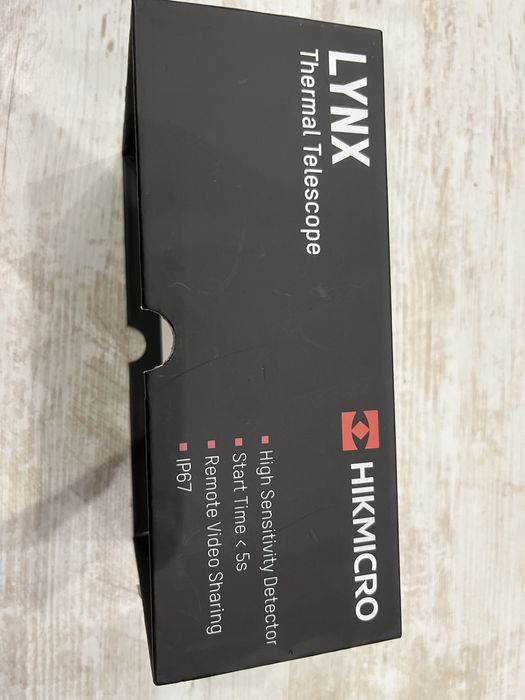 LYNX
Thermal Telescope
HIKMICRO
High Sensitivity Detector
Start Time < 5s
Remote Video Sharing
IP67